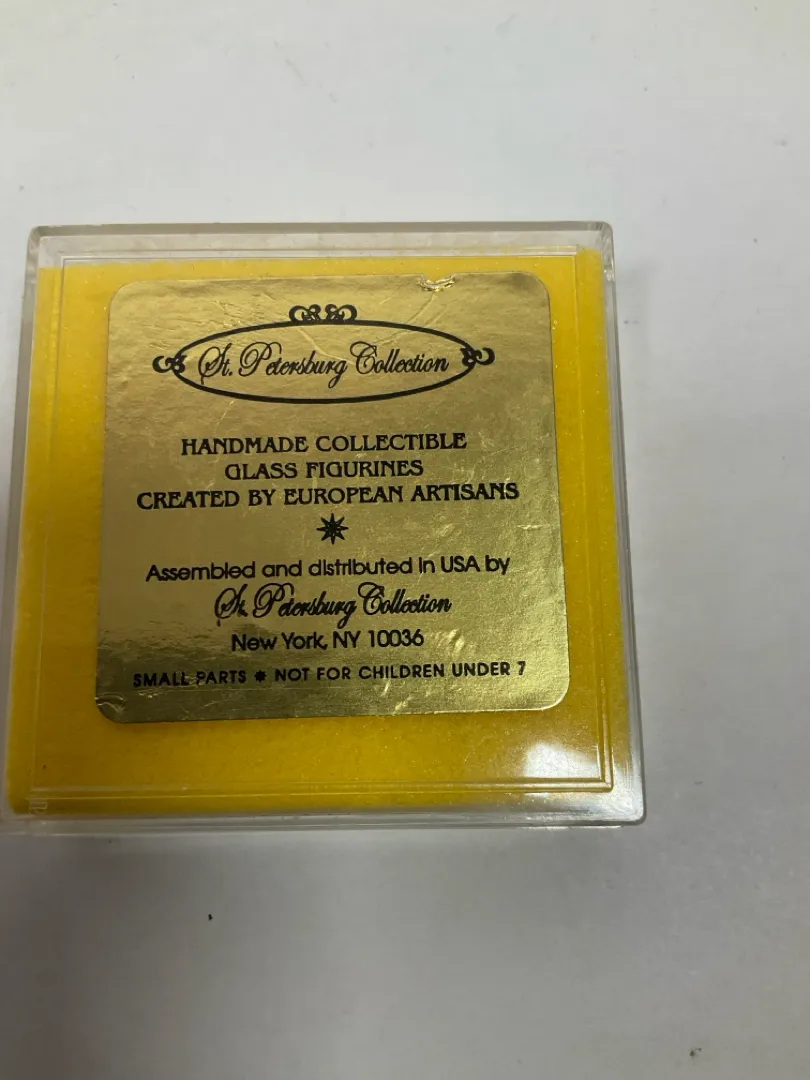 St. Petersburg Collection
HANDMADE COLLECTIBLE
GLASS FIGURINES
CREATED BY EUROPEAN ARTISANS
Assembled and distributed in USA by
St. Petersburg Collection
New York, NY 10036
SMALL PARTS * NOT FOR CHILDREN UNDER 7